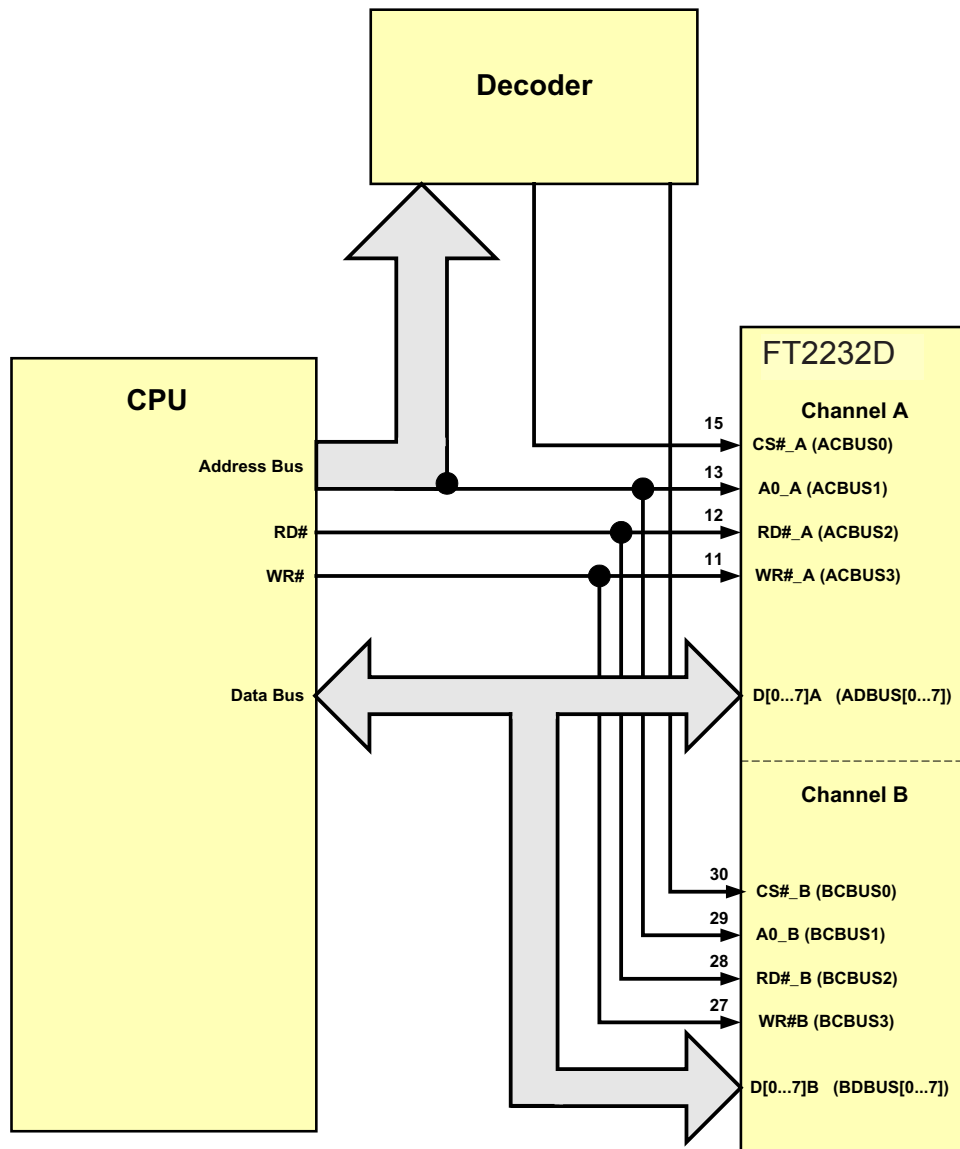 Decoder
CPU
Address Bus
RD#
WR#
Data Bus
FT2232D
Channel A
15
CS#_A (ACBUS0)
13
A0_A (ACBUS1)
12
RD#_A (ACBUS2)
11
WR#_A (ACBUS3)
D[0...7]A (ADBUS[0...7])
Channel B
30
CS#_B (BCBUS0)
29
A0_B (BCBUS1)
28
RD#_B (BCBUS2)
27
WR#B (BCBUS3)
D[0...7]B (BDBUS[0...7])